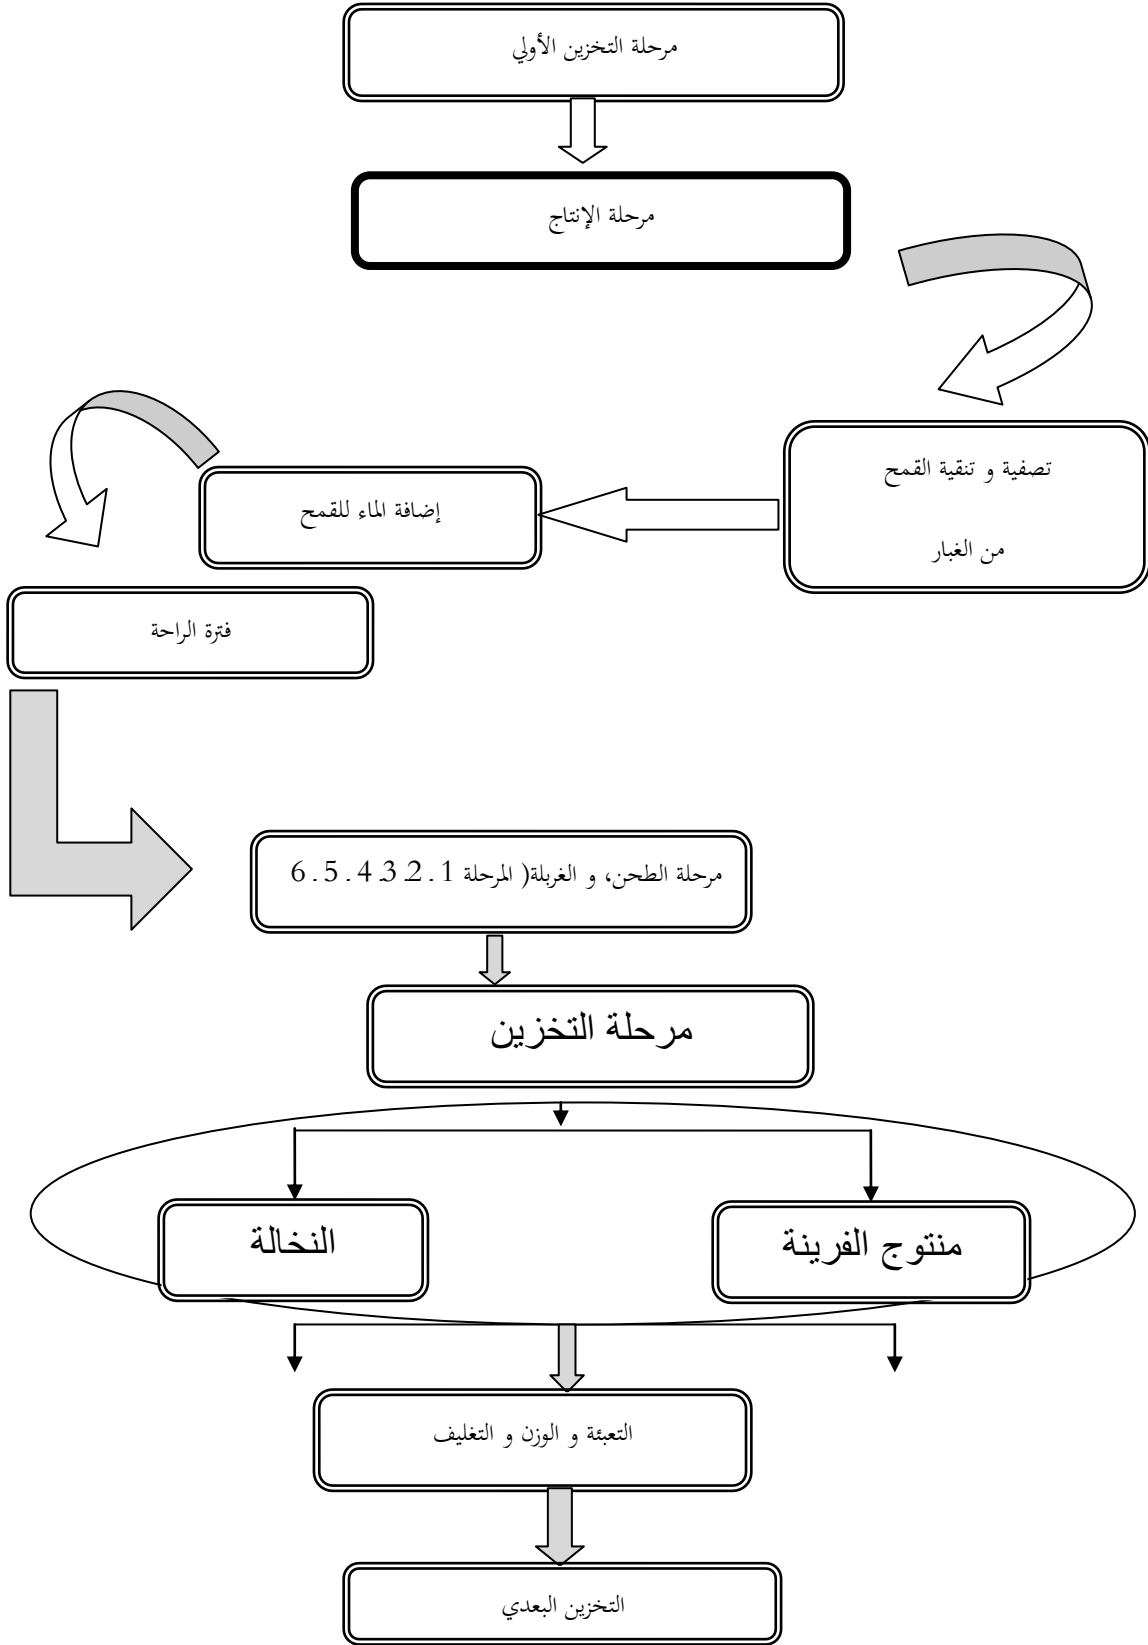 مرحلة التخزين الأولي
مرحلة الإنتاج
تصفية و تنقية القمح
من الغبار
إضافة الماء للقمح
فترة الراحة
مرحلة الطحن، و الغربلة( المرحلة 1 . 2. 3. 4 . 5 . 6
مرحلة التخزين
منتوج الفرينة
النخالة
التعبئة و الوزن و التغليف
التخزين البعدي